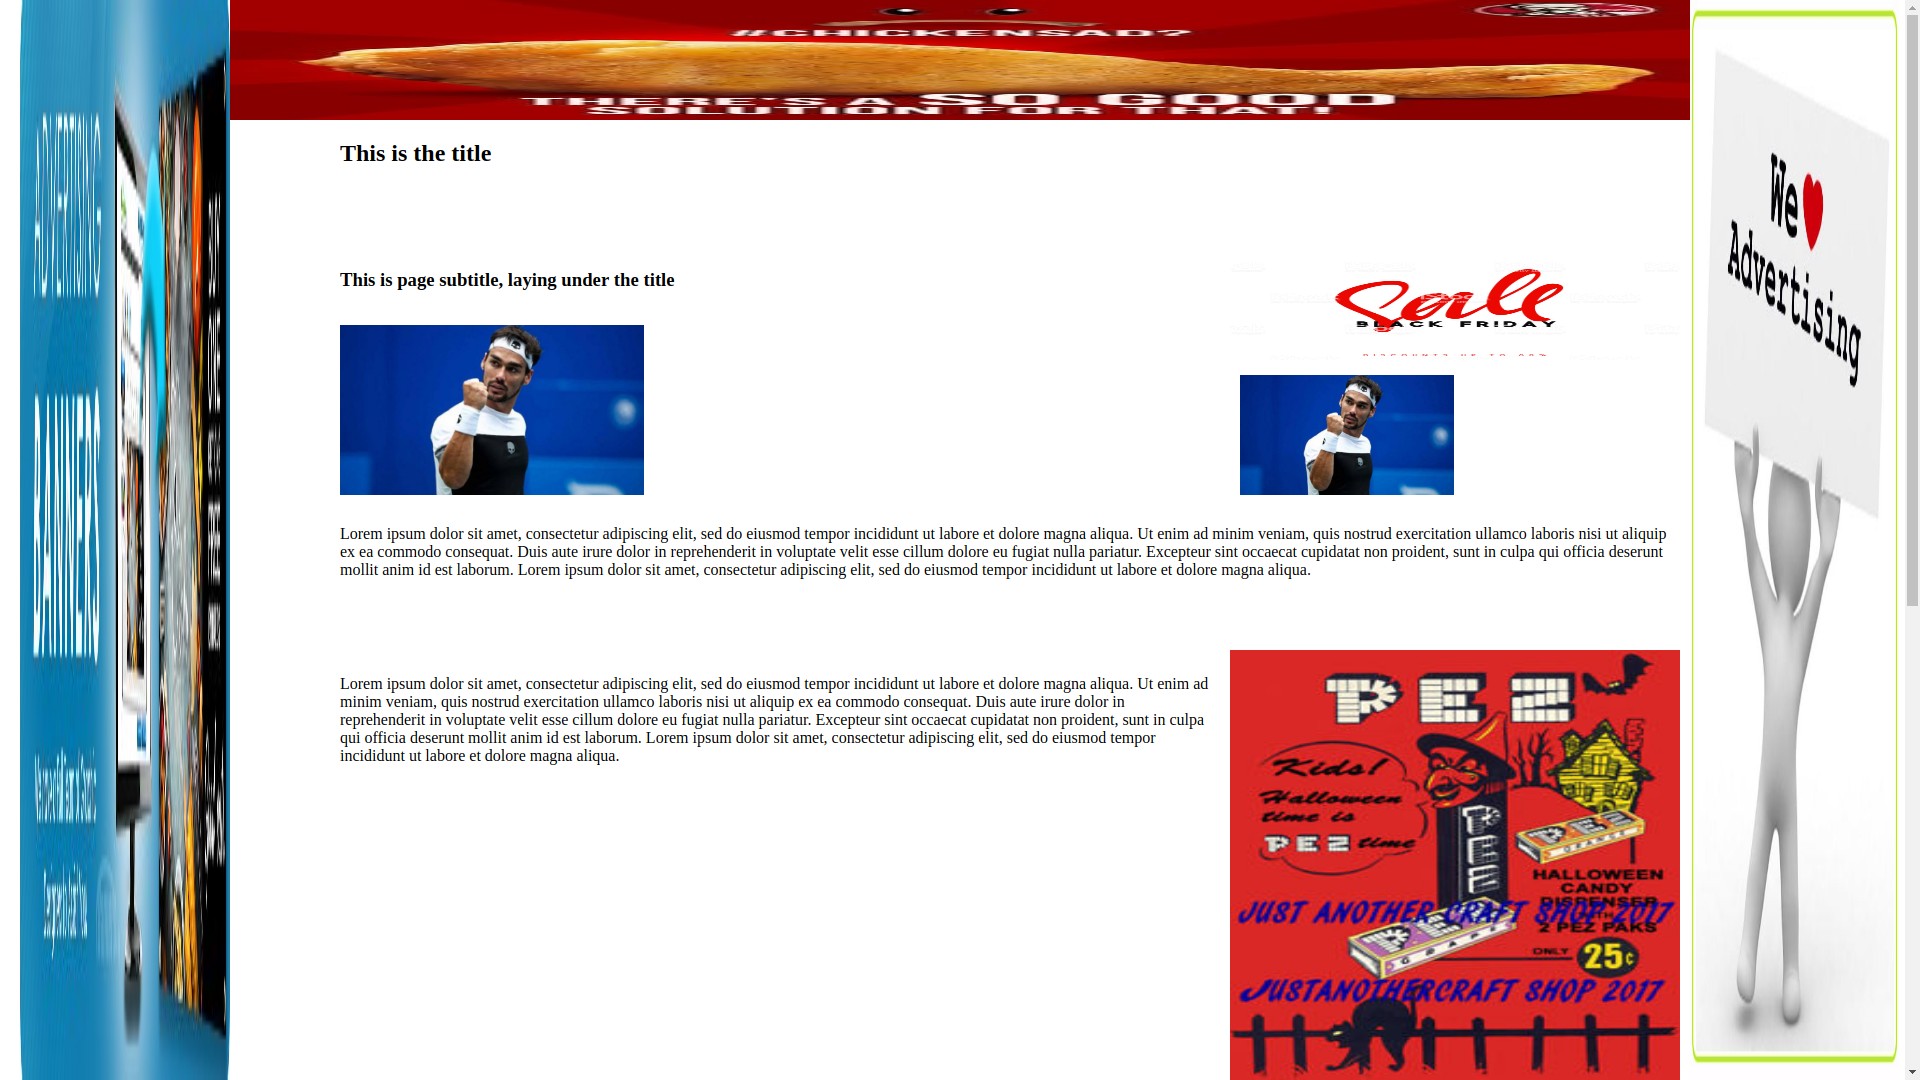 #CHICKENSAD?
THERE'S A SO GOOD
SOLUTION FOR THAT!
ADVERTISING
BANNERS
We
Advertising
This is the title
This is page subtitle, laying under the title
Sale
BLACK FRIDAY
Lorem ipsum dolor sit amet, consectetur adipiscing elit, sed do eiusmod tempor incididunt ut labore et dolore magna aliqua. Ut enim ad minim veniam, quis nostrud exercitation ullamco laboris nisi ut aliquip
ex ea commodo consequat. Duis aute irure dolor in reprehenderit in voluptate velit esse cillum dolore eu fugiat nulla pariatur. Excepteur sint occaecat cupidatat non proident, sunt in culpa qui officia deserunt
mollit anim id est laborum. Lorem ipsum dolor sit amet, consectetur adipiscing elit, sed do eiusmod tempor incididunt ut labore et dolore magna aliqua.
Lorem ipsum dolor sit amet, consectetur adipiscing elit, sed do eiusmod tempor incididunt ut labore et dolore magna aliqua. Ut enim ad
minim veniam, quis nostrud exercitation ullamco laboris nisi ut aliquip ex ea commodo consequat. Duis aute irure dolor in
reprehenderit in voluptate velit esse cillum dolore eu fugiat nulla pariatur. Excepteur sint occaecat cupidatat non proident, sunt in culpa
qui officia deserunt mollit anim id est laborum. Lorem ipsum dolor sit amet, consectetur adipiscing elit, sed do eiusmod tempor
incididunt ut labore et dolore magna aliqua.
PEZ
Kids!
Halloween
time is
PEZ time
PEZ
PEZ
ORANGE
HALLOWEEN
CANDY
DISPENSER
WITH
2 PEZ PAKS
ONLY 25¢
PEZ
GRAPE
JUST ANOTHER CRAFT SHOP 2017
JUSTANOTHERCRAFT SHOP 2017